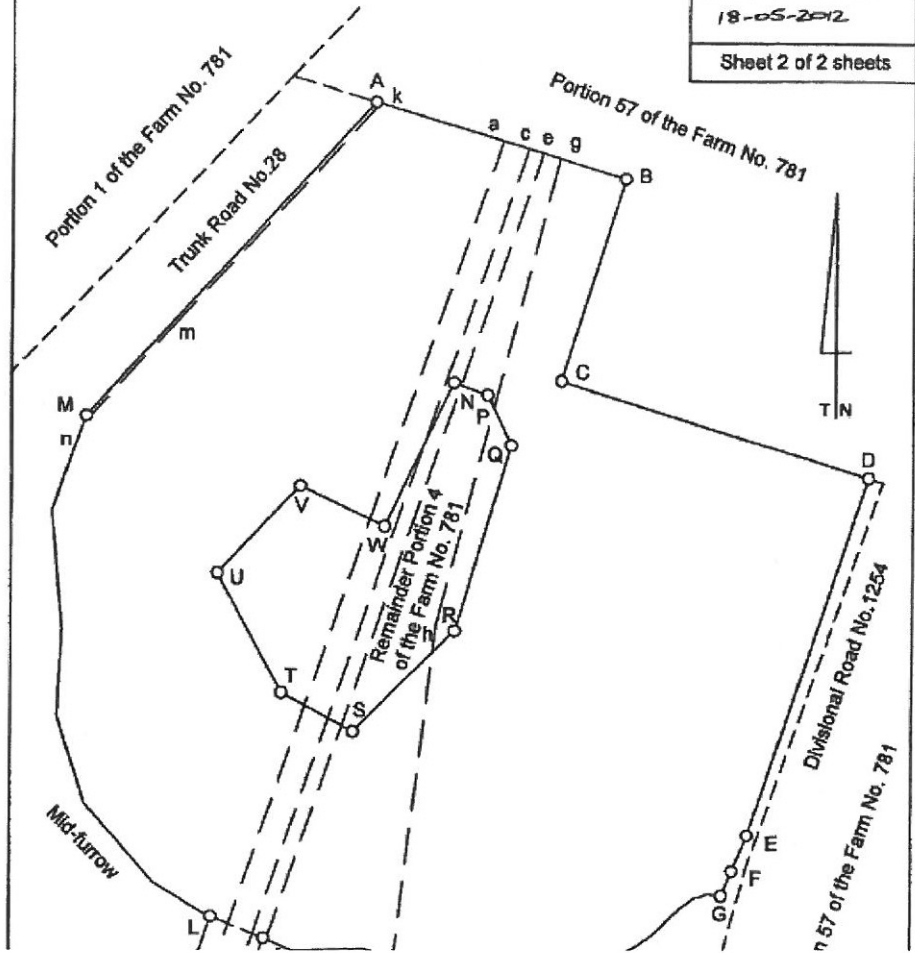 18-05-2012
Sheet 2 of 2 sheets
Portion 1 of the Farm No. 781
Trunk Road No.28
Portion 57 of the Farm No. 781
A
k
a
c
e
g
B
m
M
n
C
T N
N
P
Q
D
V
W
U
Remainder Portion 4
of the Farm No. 781
R
h
T
S
Divisional Road No.1254
Mid-furrow
E
F
G
L
n 57 of the Farm No. 781